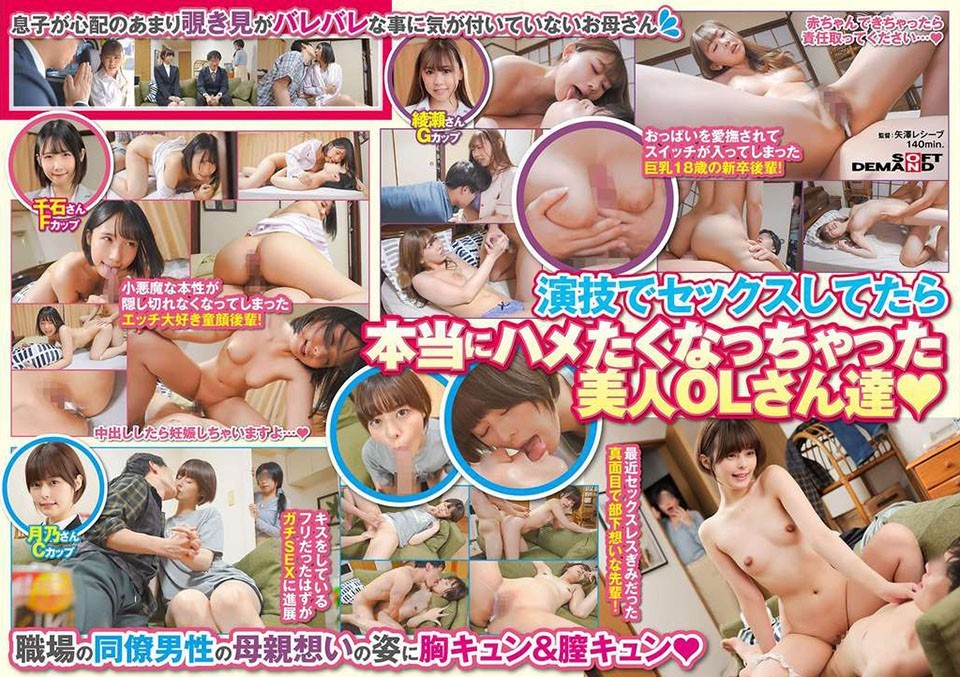 息子が心配のあまり覗き見がバレバレな事に気が付いていないお母さん
綾瀬さん
Gカップ
赤ちゃんできちゃったら
責任取ってください…♥
おっぱいを愛撫されて
スイッチが入ってしまった
巨乳18歳の新卒後輩!
監督:矢澤レシーブ
140min.
SOFT ON
DEMAND
千石さん
Fカップ
小悪魔な本性が
隠し切れなくなってしまった
エッチ大好き童顔後輩!
中出ししたら妊娠しちゃいますよ…♥
演技でセックスしてたら
本当にハメたくなっちゃった
美人OLさん達♥
月乃さん
Cカップ
キスをしている
フリだったはずが
ガチSEXに進展
最近セックスレスぎみだった
真面目で部下想いな先輩!
職場の同僚男性の母親想いの姿に胸キュン&膣キュン♥